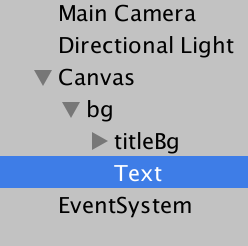 Main Camera
Directional Light
Canvas
bg
titleBg
Text
EventSystem